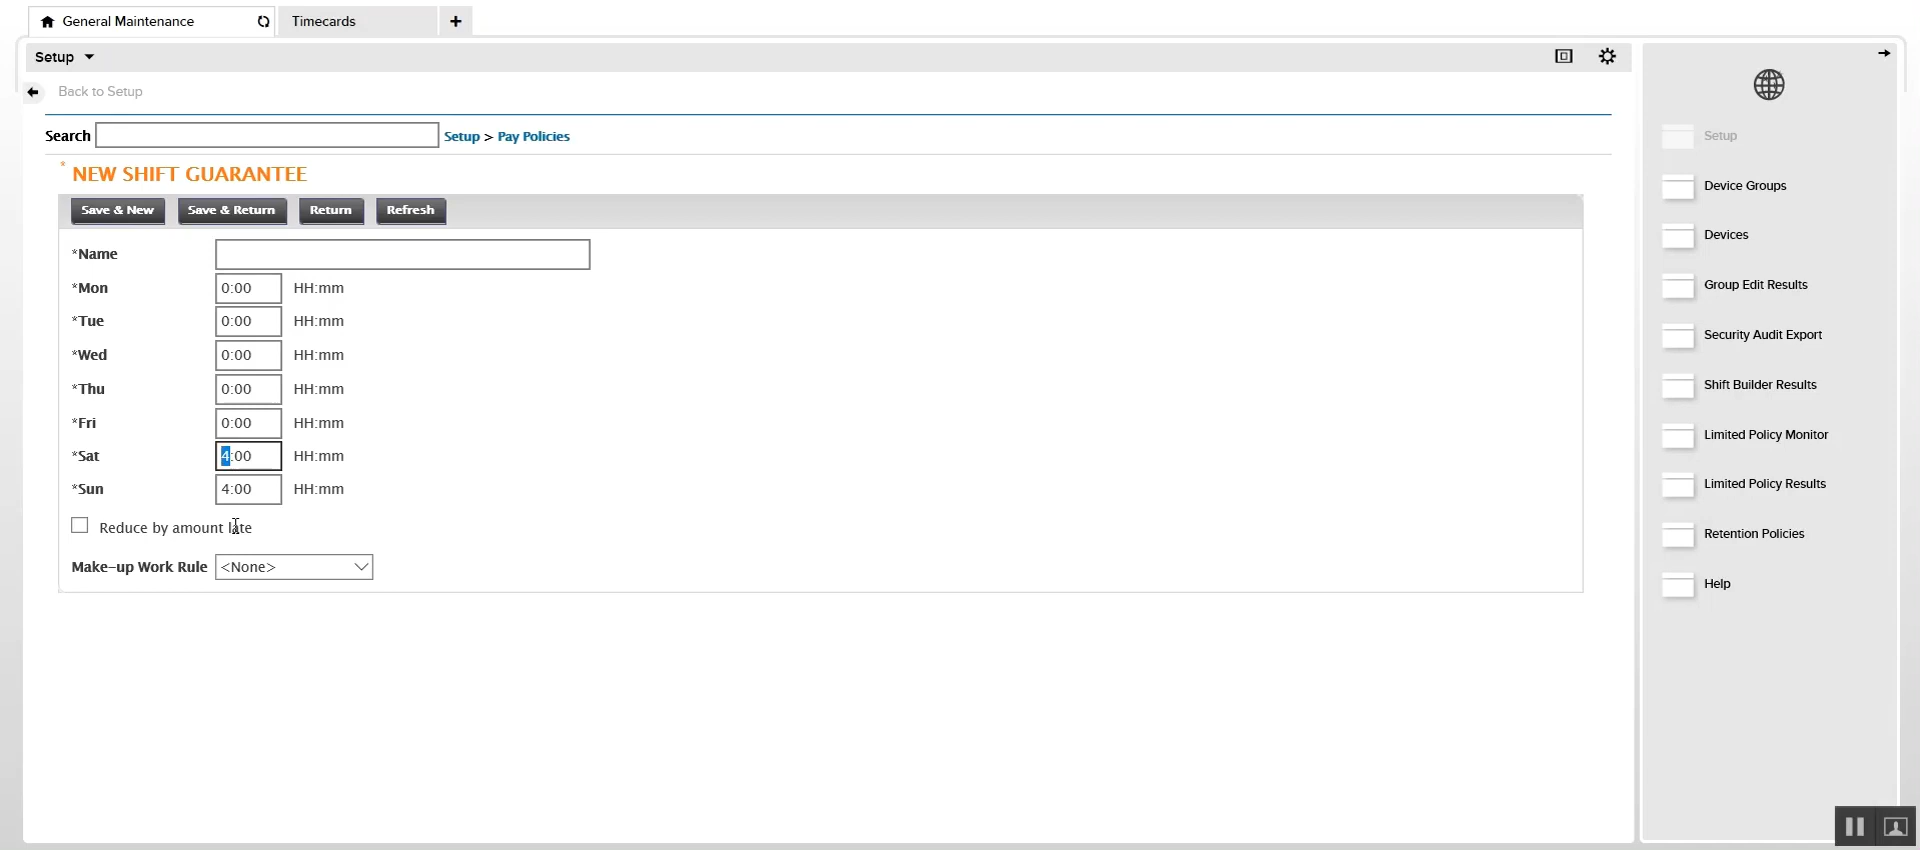 General Maintenance
Timecards
+
Setup
Back to Setup
Search
Setup > Pay Policies
* NEW SHIFT GUARANTEE
Save & New
Save & Return
Return
Refresh
*Name
*Mon 0:00 HH:mm
*Tue 0:00 HH:mm
*Wed 0:00 HH:mm
*Thu 0:00 HH:mm
*Fri 0:00 HH:mm
*Sat 4:00 HH:mm
*Sun 4:00 HH:mm
Reduce by amount late
Make-up Work Rule <None>
Setup
Device Groups
Devices
Group Edit Results
Security Audit Export
Shift Builder Results
Limited Policy Monitor
Limited Policy Results
Retention Policies
Help